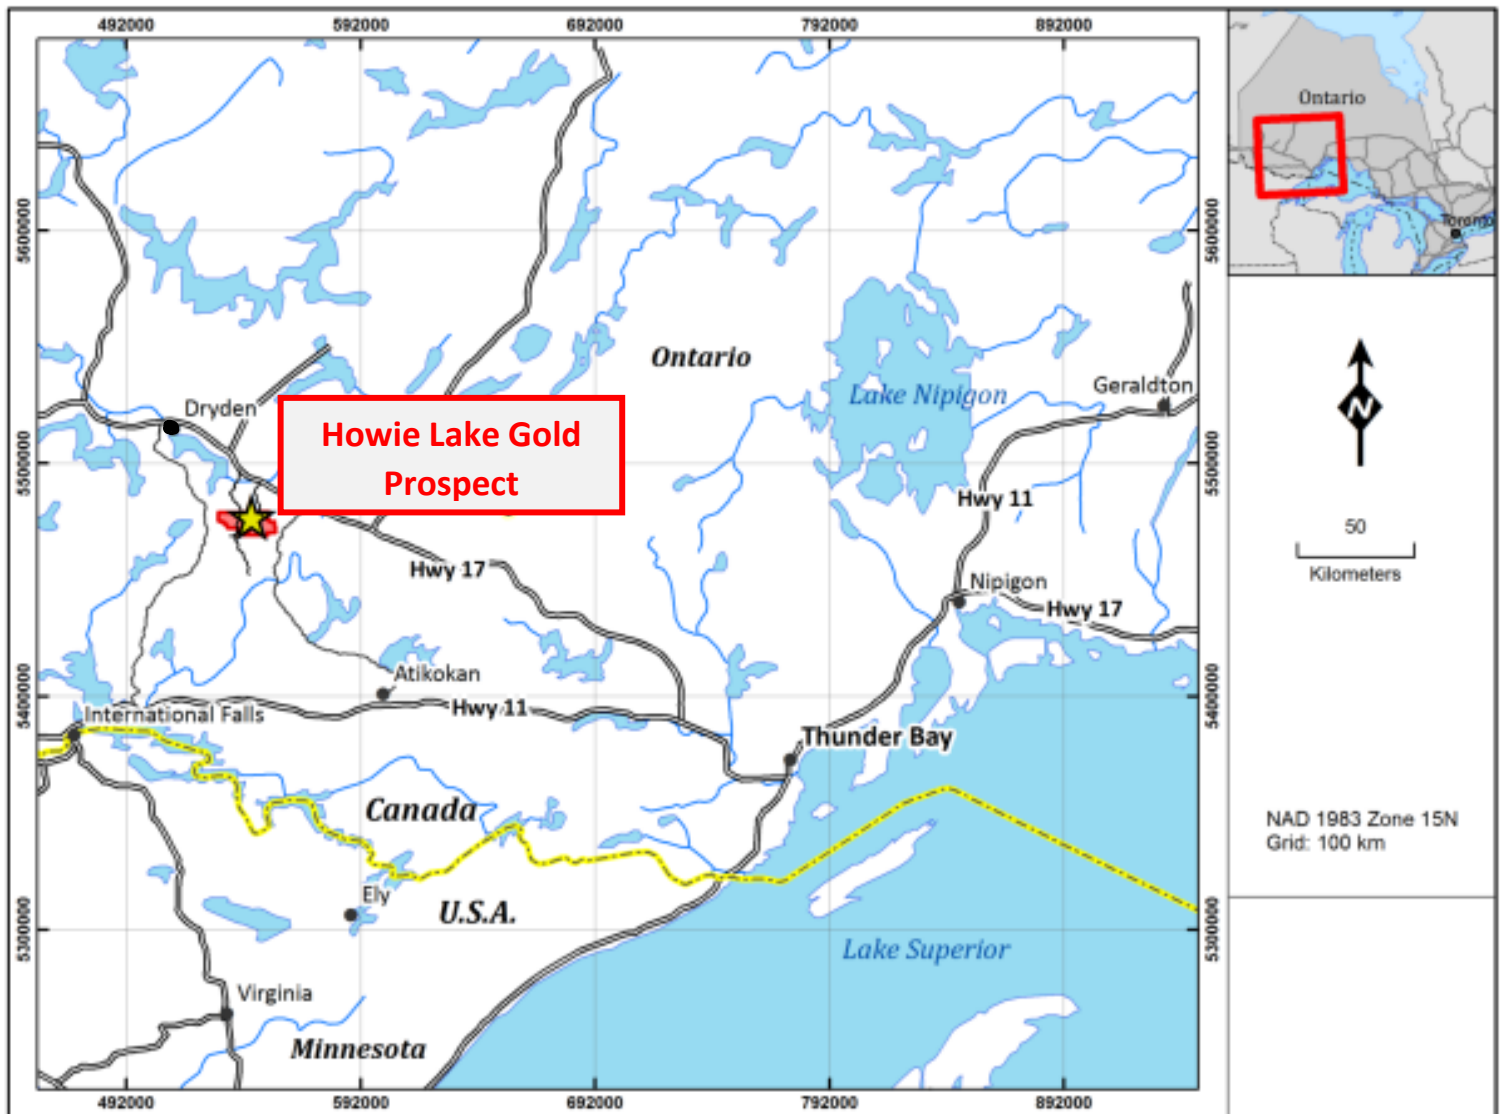 492000
592000
692000
792000
892000
Ontario
Toronto
5600000
5600000
Ontario
Lake Nipigon
Geraldton
Dryden
Howie Lake Gold
Prospect
5500000
5500000
Hwy 11
50
Kilometers
Hwy 17
Nipigon
Hwy 17
Atikokan
Hwy 11
5400000
5400000
International Falls
Thunder Bay
Canada
NAD 1983 Zone 15N
Grid: 100 km
Ely
U.S.A.
5300000
5300000
Lake Superior
Virginia
Minnesota
492000
592000
692000
792000
892000
N